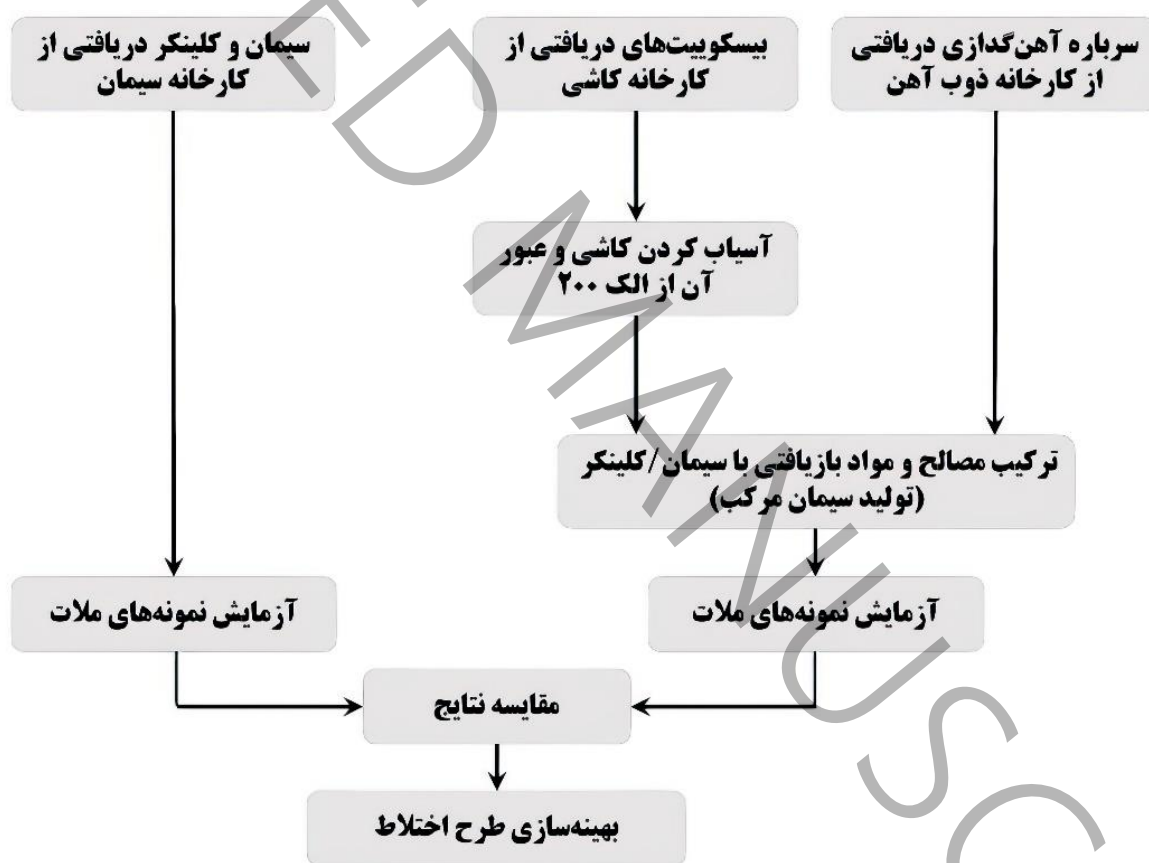 سرباره آهن‌گدازی دریافتی
از کارخانه ذوب آهن
بیسکوییت‌های دریافتی از
کارخانه کاشی
سیمان و کلینکر دریافتی از
کارخانه سیمان
آسیاب کردن کاشی و عبور
آن از الک ۲۰۰
ترکیب مصالح و مواد بازیافتی با سیمان/کلینکر
(تولید سیمان مرکب)
آزمایش نمونه‌های ملات
آزمایش نمونه‌های ملات
مقایسه نتایج
بهینه‌سازی طرح اختلاط
ED MANUSC